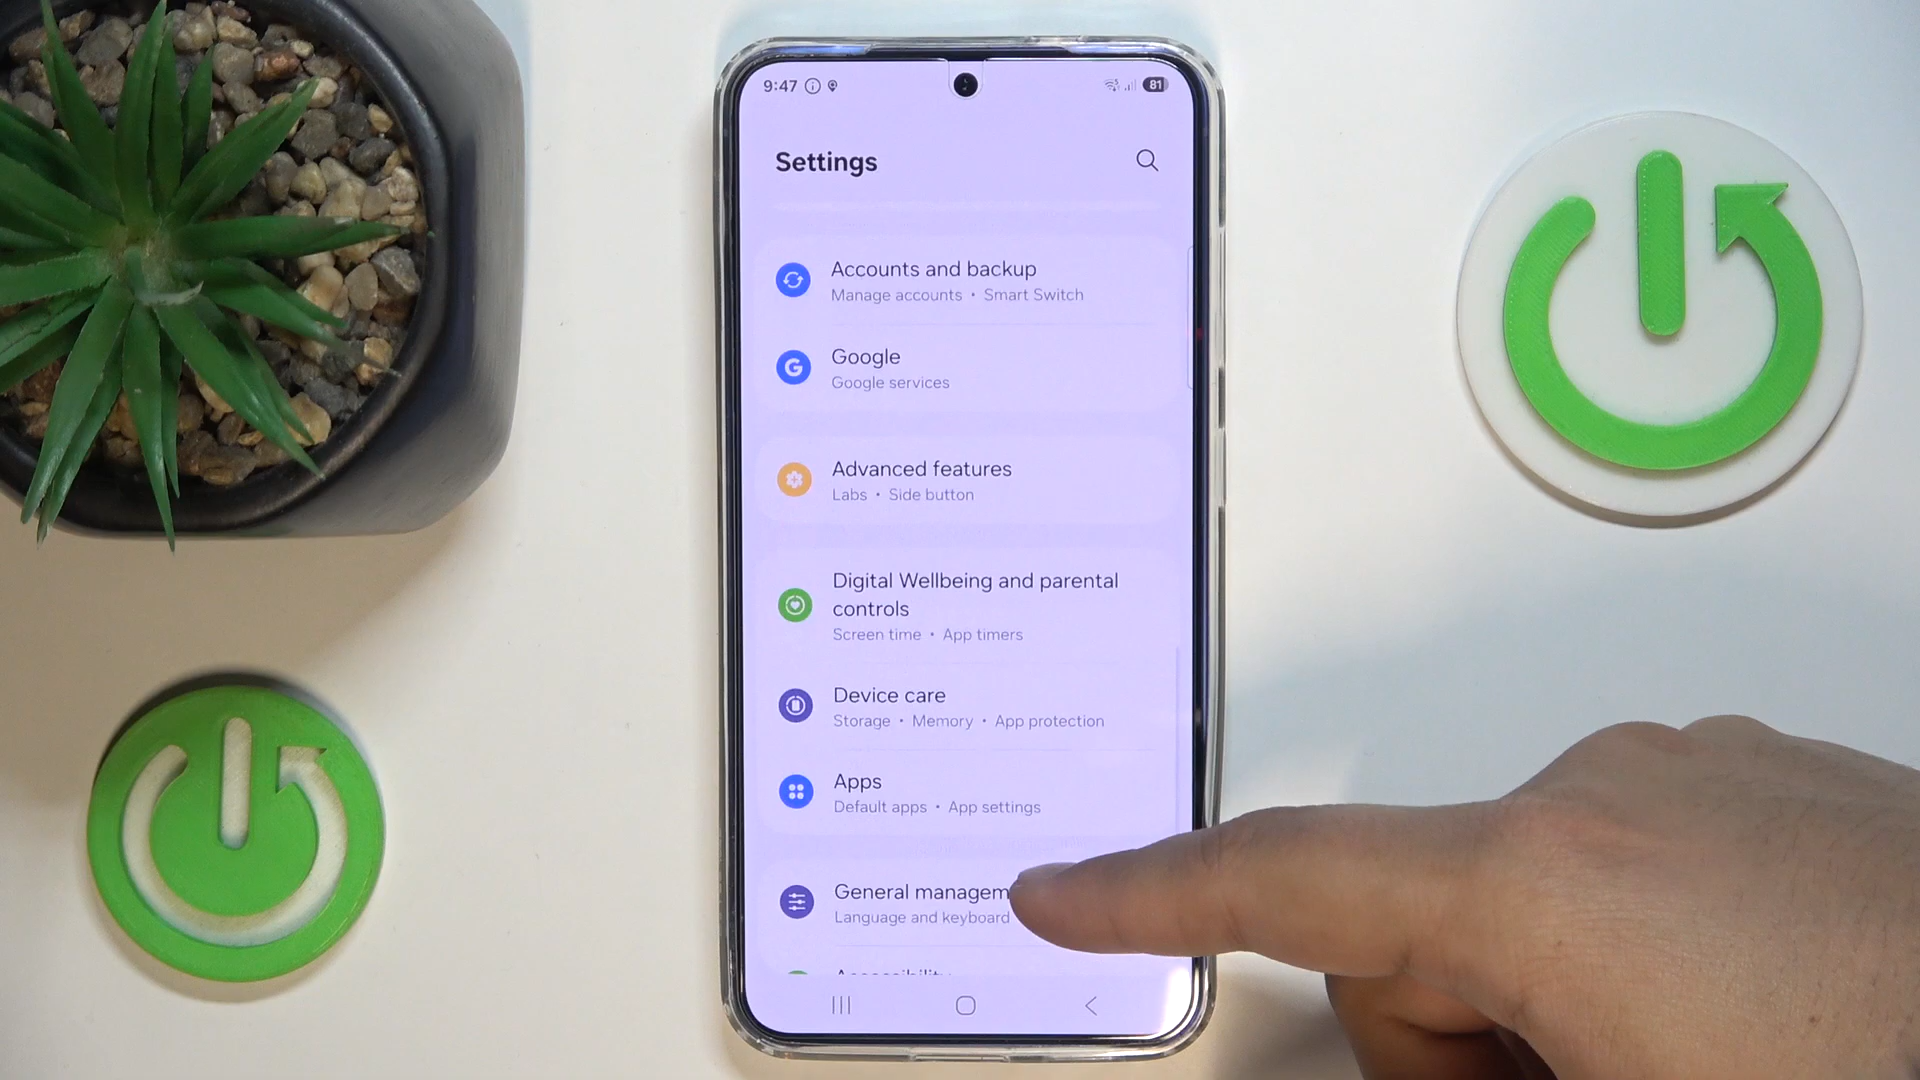 9:47
81
Settings
Accounts and backup
Manage accounts • Smart Switch
Google
Google services
Advanced features
Labs • Side button
Digital Wellbeing and parental
controls
Screen time • App timers
Device care
Storage • Memory • App protection
Apps
Default apps • App settings
General managem
Language and keyboard